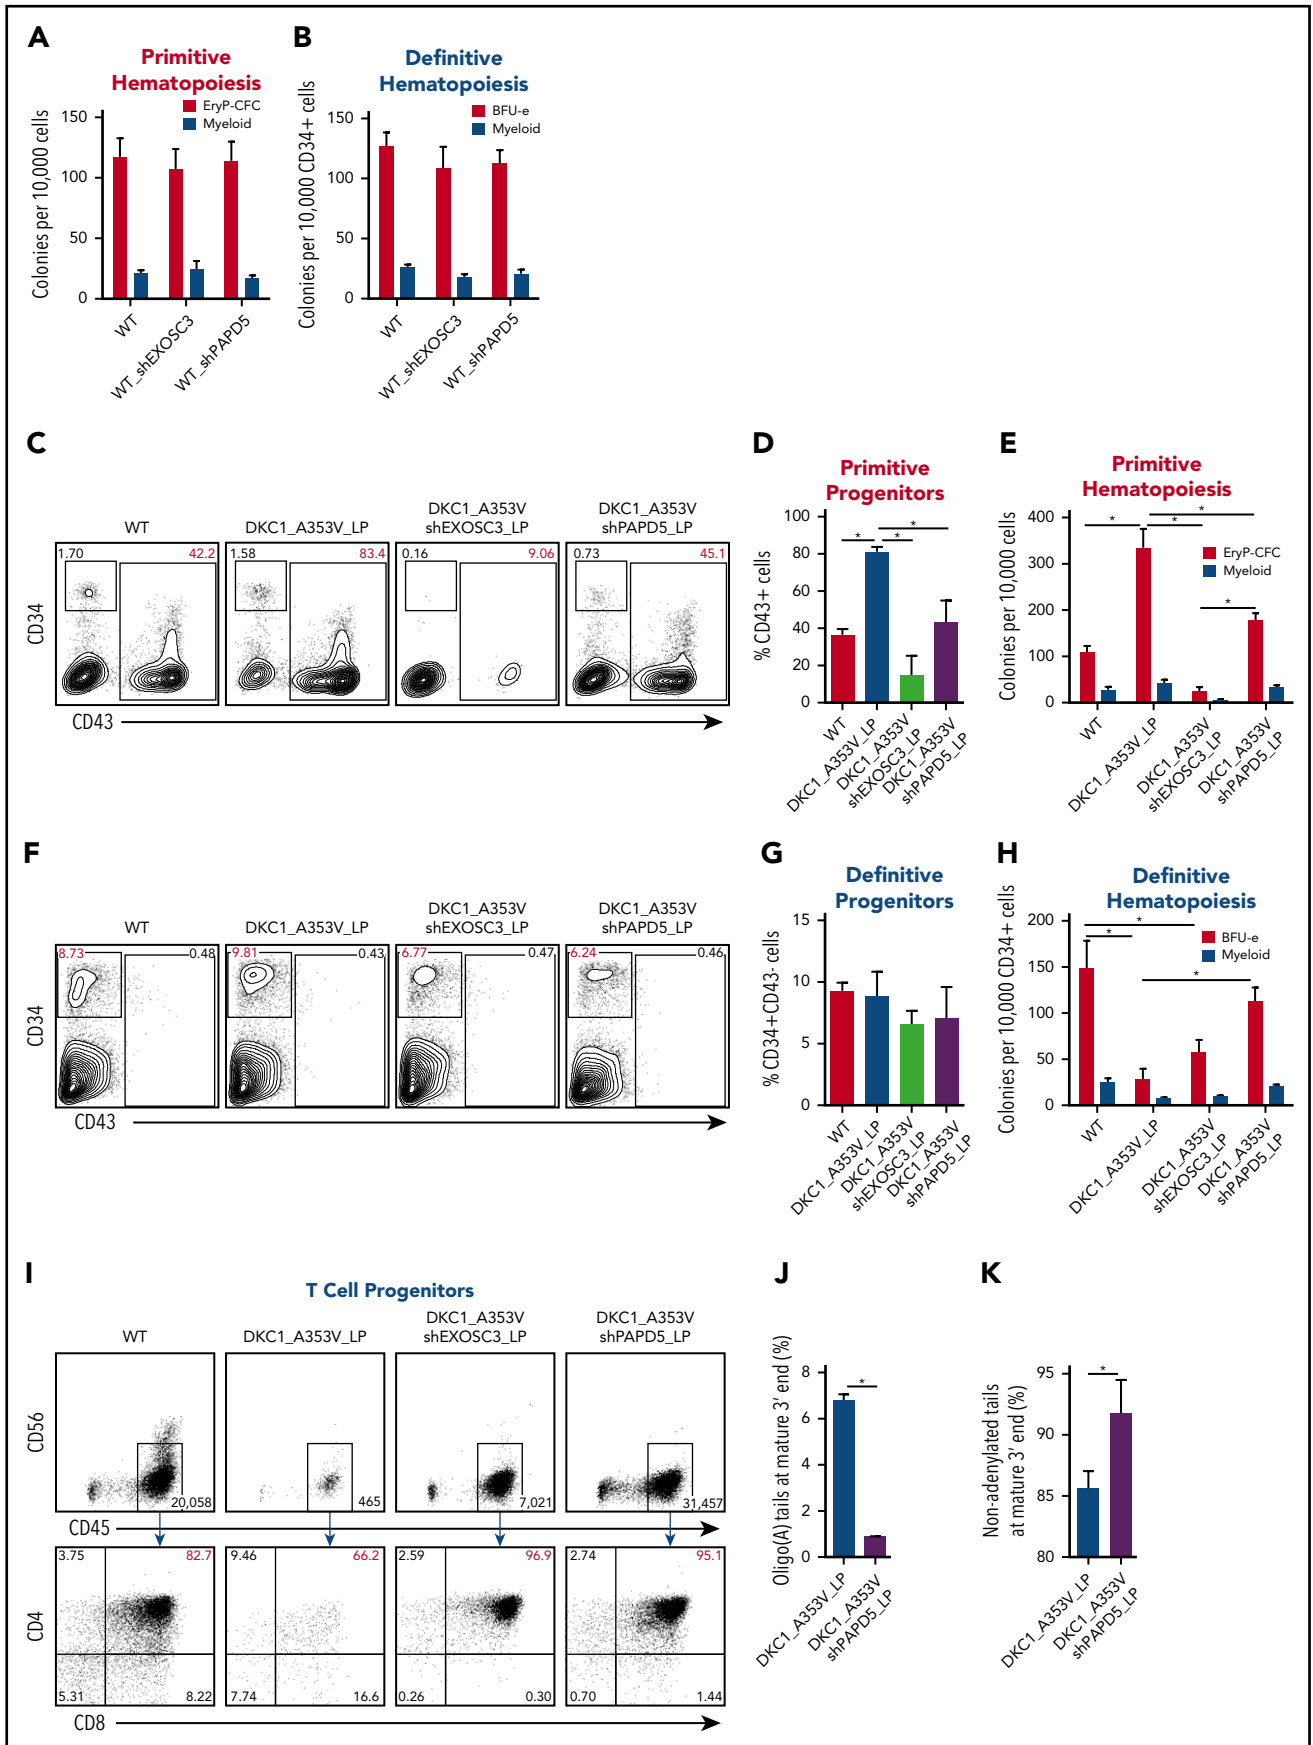 A
Primitive
Hematopoiesis
EryP-CFC
Myeloid
Colonies per 10,000 cells
150
100
50
0
WT
WT_shEXOSC3
WT_shPAPD5
B
Definitive
Hematopoiesis
BFU-e
Myeloid
Colonies per 10,000 CD34+ cells
150
100
50
0
WT
WT_shEXOSC3
WT_shPAPD5
C
WT
DKC1_A353V_LP
DKC1_A353V
shEXOSC3_LP
DKC1_A353V
shPAPD5_LP
1.70
42.2
1.58
83.4
0.16
9.06
0.73
45.1
CD34
CD43
D
Primitive
Progenitors
% CD43+ cells
100
80
60
40
20
0
*
*
*
WT
DKC1_A353V_LP
DKC1_A353V
shEXOSC3_LP
DKC1_A353V
shPAPD5_LP
E
Primitive
Hematopoiesis
Colonies per 10,000 cells
400
300
200
100
0
*
*
*
*
EryP-CFC
Myeloid
WT
DKC1_A353V_LP
DKC1_A353V
shEXOSC3_LP
DKC1_A353V
shPAPD5_LP
F
WT
DKC1_A353V_LP
DKC1_A353V
shEXOSC3_LP
DKC1_A353V
shPAPD5_LP
8.73
0.48
9.81
0.43
6.77
0.47
6.24
0.46
CD34
CD43
G
Definitive
Progenitors
% CD34+CD43- cells
15
10
5
0
WT
DKC1_A353V_LP
DKC1_A353V
shEXOSC3_LP
DKC1_A353V
shPAPD5_LP
H
Definitive
Hematopoiesis
Colonies per 10,000 CD34+ cells
200
150
100
50
0
*
*
*
BFU-e
Myeloid
WT
DKC1_A353V_LP
DKC1_A353V
shEXOSC3_LP
DKC1_A353V
shPAPD5_LP
I
T Cell Progenitors
WT
DKC1_A353V_LP
DKC1_A353V
shEXOSC3_LP
DKC1_A353V
shPAPD5_LP
CD56
20,058
465
7,021
31,457
CD45
3.75
82.7
9.46
66.2
2.59
96.9
2.74
95.1
CD4
5.31
8.22
7.74
16.6
0.26
0.30
0.70
1.44
CD8
J
Oligo(A) tails at mature 3′ end (%)
8
6
4
2
0
*
DKC1_A353V_LP
DKC1_A353V
shPAPD5_LP
K
Non-adenylated tails
at mature 3′ end (%)
95
90
85
80
*
DKC1_A353V_LP
DKC1_A353V
shPAPD5_LP